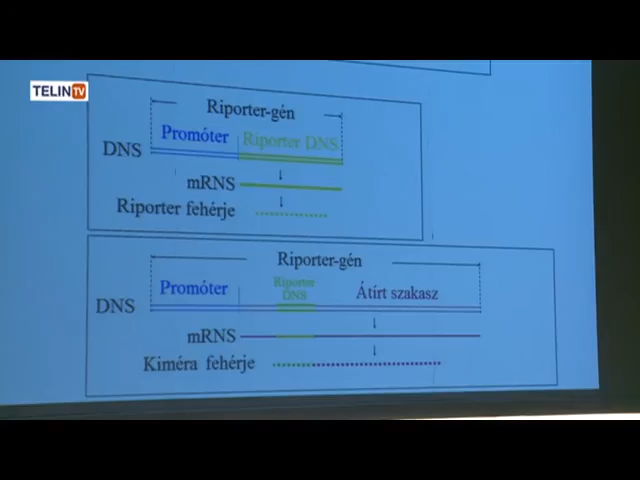 TELIN TV
Riporter-gén
Promóter
Riporter DNS
DNS
mRNS
Riporter fehérje
Riporter-gén
Promóter
Riporter
DNS
Átírt szakasz
DNS
mRNS
Kiméra fehérje